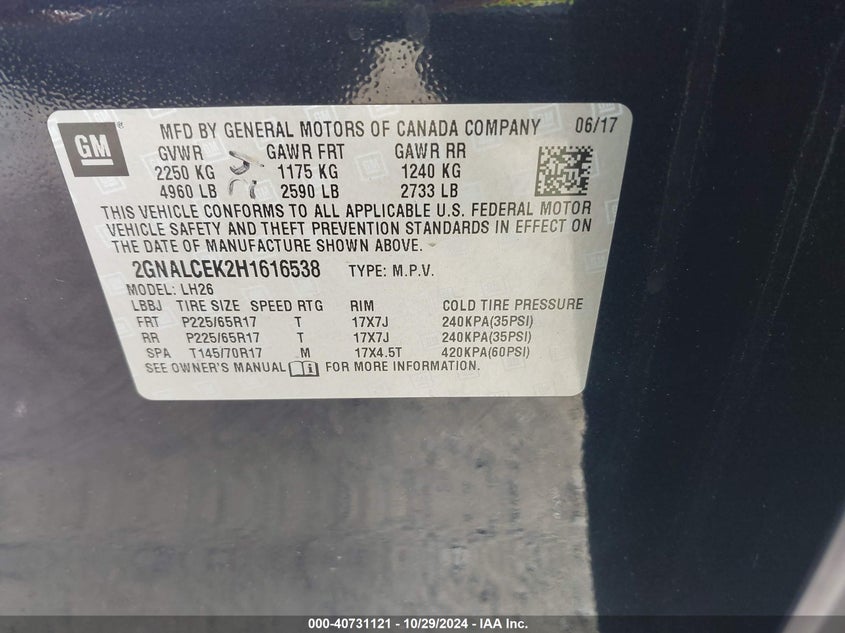 GM ® MFD BY GENERAL MOTORS OF CANADA COMPANY 06/17
GVWR GAWR FRT GAWR RR
2250 KG 1175 KG 1240 KG
4960 LB 2590 LB 2733 LB
THIS VEHICLE CONFORMS TO ALL APPLICABLE U.S. FEDERAL MOTOR
VEHICLE SAFETY AND THEFT PREVENTION STANDARDS IN EFFECT ON
THE DATE OF MANUFACTURE SHOWN ABOVE.
2GNALCEK2H1616538 TYPE: M.P.V.
MODEL: LH26
LBBJ TIRE SIZE SPEED RTG RIM COLD TIRE PRESSURE
FRT P225/65R17 T 17X7J 240KPA(35PSI)
RR P225/65R17 T 17X7J 240KPA(35PSI)
SPA T145/70R17 M 17X4.5T 420KPA(60PSI)
SEE OWNER'S MANUAL FOR MORE INFORMATION.
000-40731121 - 10/29/2024 - IAA Inc.